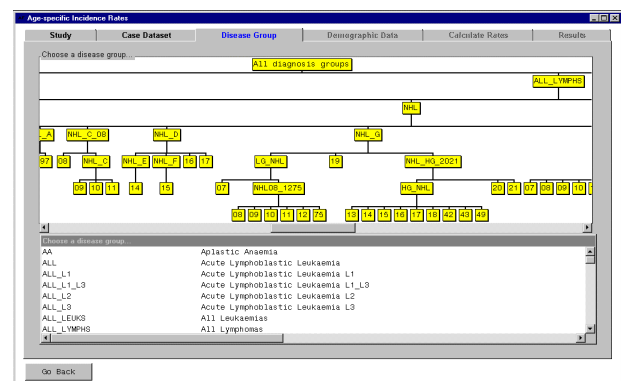 Age-specific Incidence Rates
Study Case Dataset Disease Group Demographic Data Calculate Rates Results
Choose a disease group...
All diagnosis groups
ALL_LYMPHS
NHL
_A NHL_C_08 NHL_D NHL_G
97 08 NHL_C NHL_E NHL_F 16 17 LG_NHL 19 NHL_HG_2021
09 10 11 14 15 07 NHL08_1275 HG_NHL 20 21 07 08 09 10
08 09 10 11 12 75 13 14 15 16 17 18 42 43 49
Choose a disease group...
AA Aplastic Anaemia
ALL Acute Lymphoblastic Leukaemia
ALL_L1 Acute Lymphoblastic Leukaemia L1
ALL_L1_L3 Acute Lymphoblastic Leukaemia L1_L3
ALL_L2 Acute Lymphoblastic Leukaemia L2
ALL_L3 Acute Lymphoblastic Leukaemia L3
ALL_LEUKS All Leukaemias
ALL_LYMPHS All Lymphomas
Go Back